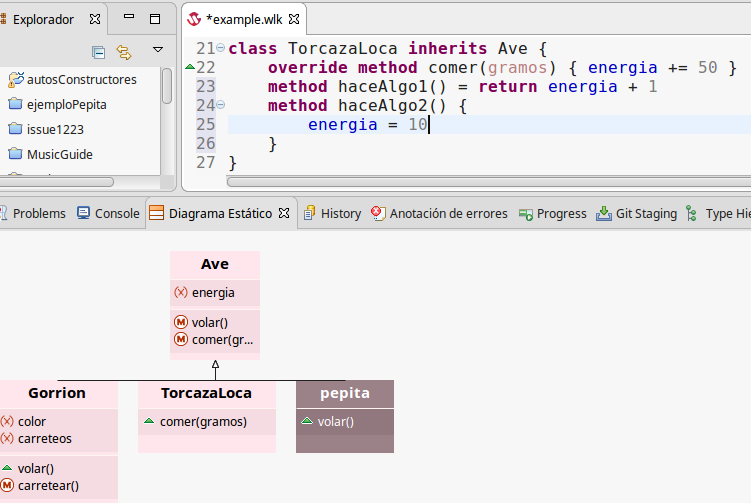 Explorador
*example.wlk
autosConstructores
ejemploPepita
issue1223
MusicGuide
21 class TorcazaLoca inherits Ave {
22     override method comer(gramos) { energia += 50 }
23     method haceAlgo1() = return energia + 1
24     method haceAlgo2() {
25         energia = 10
26     }
27 }
Problems Console Diagrama Estático History Anotación de errores Progress Git Staging Type Hie
Ave
(x) energia
M volar()
M comer(gr...
Gorrion
(x) color
(x) carreteos
volar()
M carretear()
TorcazaLoca
comer(gramos)
pepita
volar()